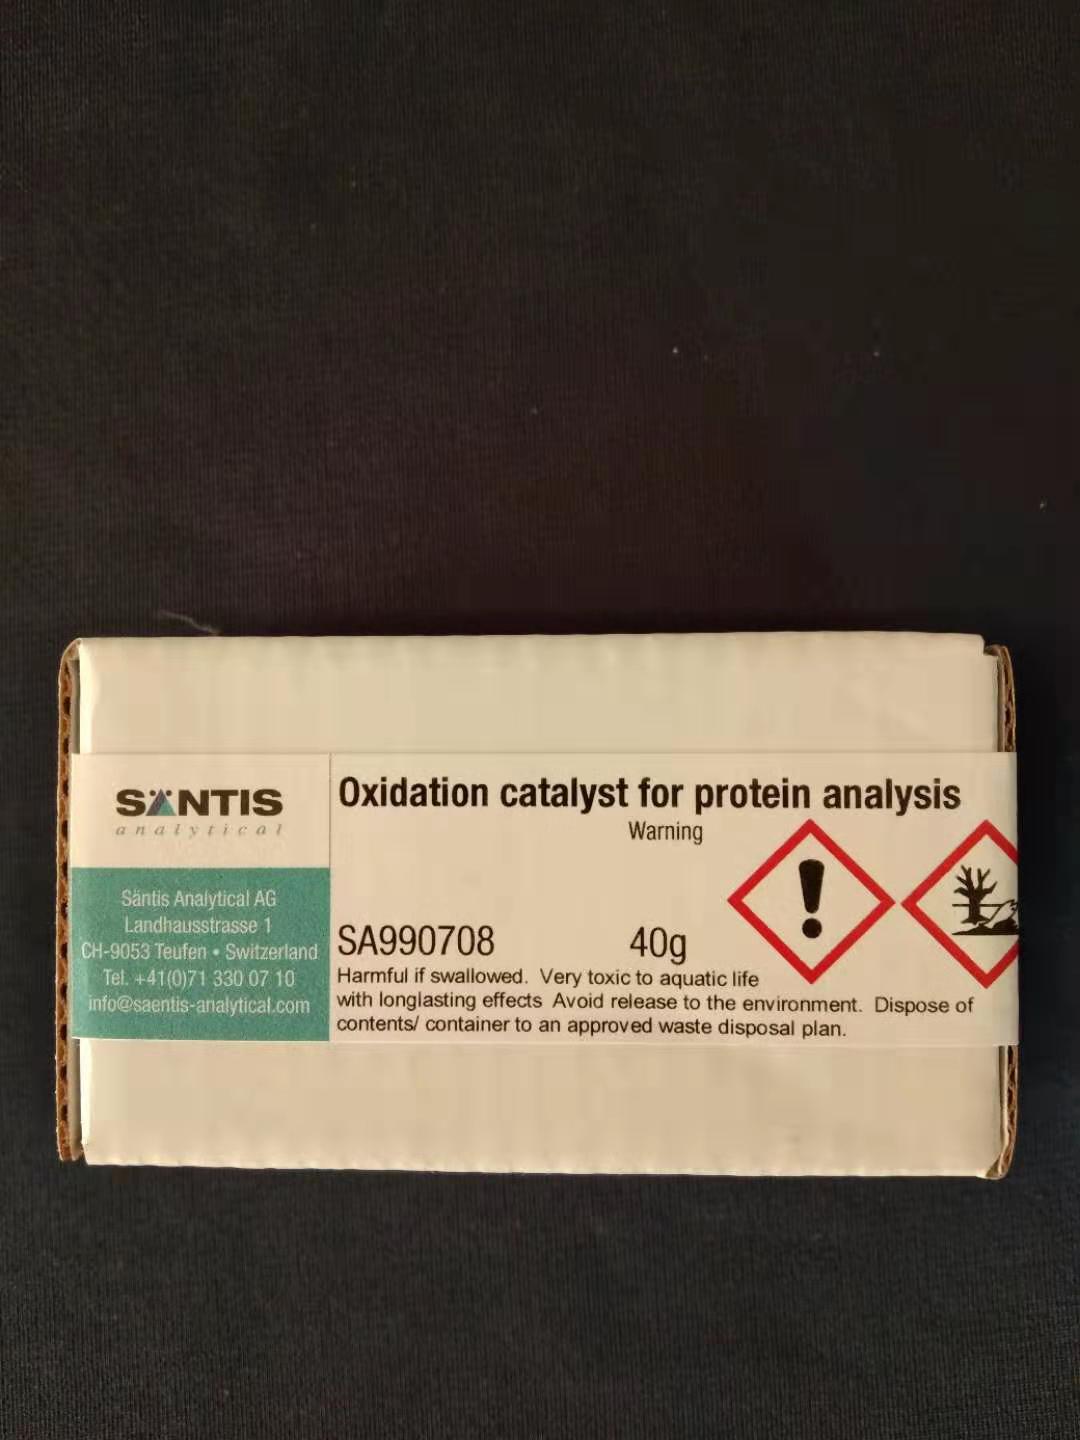 SÄNTIS
analytical
Säntis Analytical AG
Landhausstrasse 1
CH-9053 Teufen • Switzerland
Tel. +41(0)71 330 07 10
info@saentis-analytical.com
Oxidation catalyst for protein analysis
Warning
SA990708 40g
Harmful if swallowed. Very toxic to aquatic life
with longlasting effects Avoid release to the environment. Dispose of
contents/ container to an approved waste disposal plan.